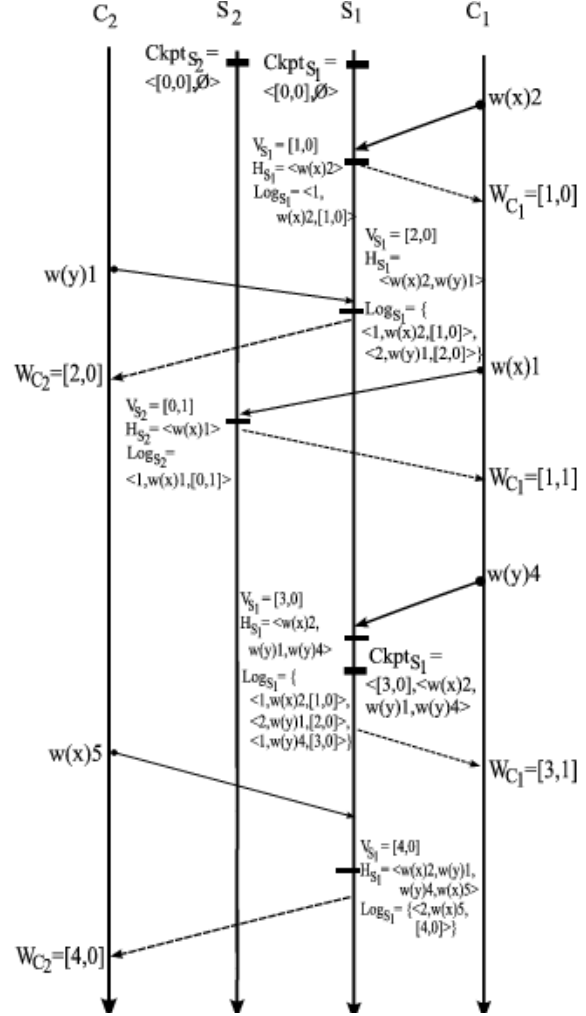 C2 S2 S1 C1
CkptS2=
<[0,0],Ø>
CkptS1=
<[0,0],Ø>
w(x)2
VS1=[1,0]
HS1=<w(x)2>
LogS1=<1,
w(x)2,[1,0]>
WC1=[1,0]
VS1=[2,0]
HS1=
<w(x)2,w(y)1>
w(y)1
LogS1={
<1,w(x)2,[1,0]>,
<2,w(y)1,[2,0]>}
WC2=[2,0]
w(x)1
VS2=[0,1]
HS2=<w(x)1>
LogS2=
<1,w(x)1,[0,1]>
WC1=[1,1]
w(y)4
VS1=[3,0]
HS1=<w(x)2,
w(y)1,w(y)4>
LogS1={
<1,w(x)2,[1,0]>,
<2,w(y)1,[2,0]>,
<1,w(y)4,[3,0]>}
CkptS1=
<[3,0],<w(x)2,
w(y)1,w(y)4>
w(x)5
WC1=[3,1]
VS1=[4,0]
HS1=<w(x)2,w(y)1,
w(y)4,w(x)5>
LogS1={<2,w(x)5,
[4,0]>}
WC2=[4,0]